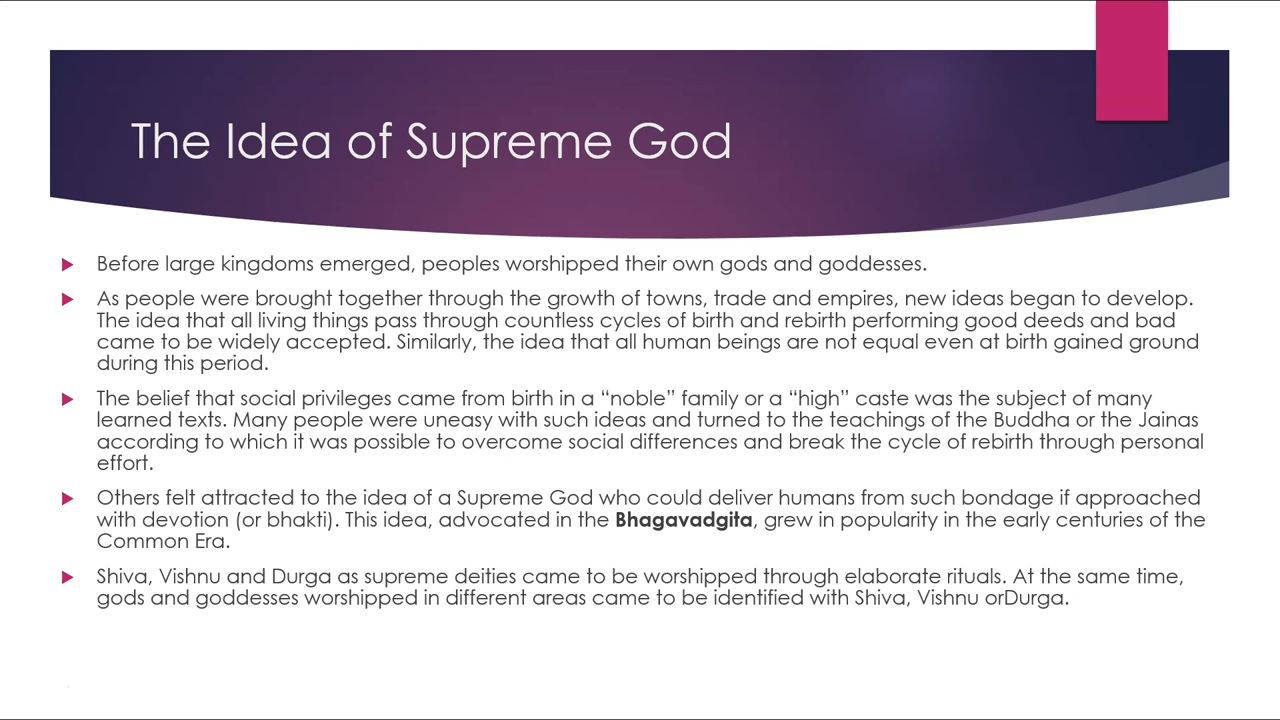 The Idea of Supreme God
Before large kingdoms emerged, peoples worshipped their own gods and goddesses.
As people were brought together through the growth of towns, trade and empires, new ideas began to develop.
The idea that all living things pass through countless cycles of birth and rebirth performing good deeds and bad
came to be widely accepted. Similarly, the idea that all human beings are not equal even at birth gained ground
during this period.
The belief that social privileges came from birth in a “noble” family or a “high” caste was the subject of many
learned texts. Many people were uneasy with such ideas and turned to the teachings of the Buddha or the Jainas
according to which it was possible to overcome social differences and break the cycle of rebirth through personal
effort.
Others felt attracted to the idea of a Supreme God who could deliver humans from such bondage if approached
with devotion (or bhakti). This idea, advocated in the Bhagavadgita, grew in popularity in the early centuries of the
Common Era.
Shiva, Vishnu and Durga as supreme deities came to be worshipped through elaborate rituals. At the same time,
gods and goddesses worshipped in different areas came to be identified with Shiva, Vishnu orDurga.